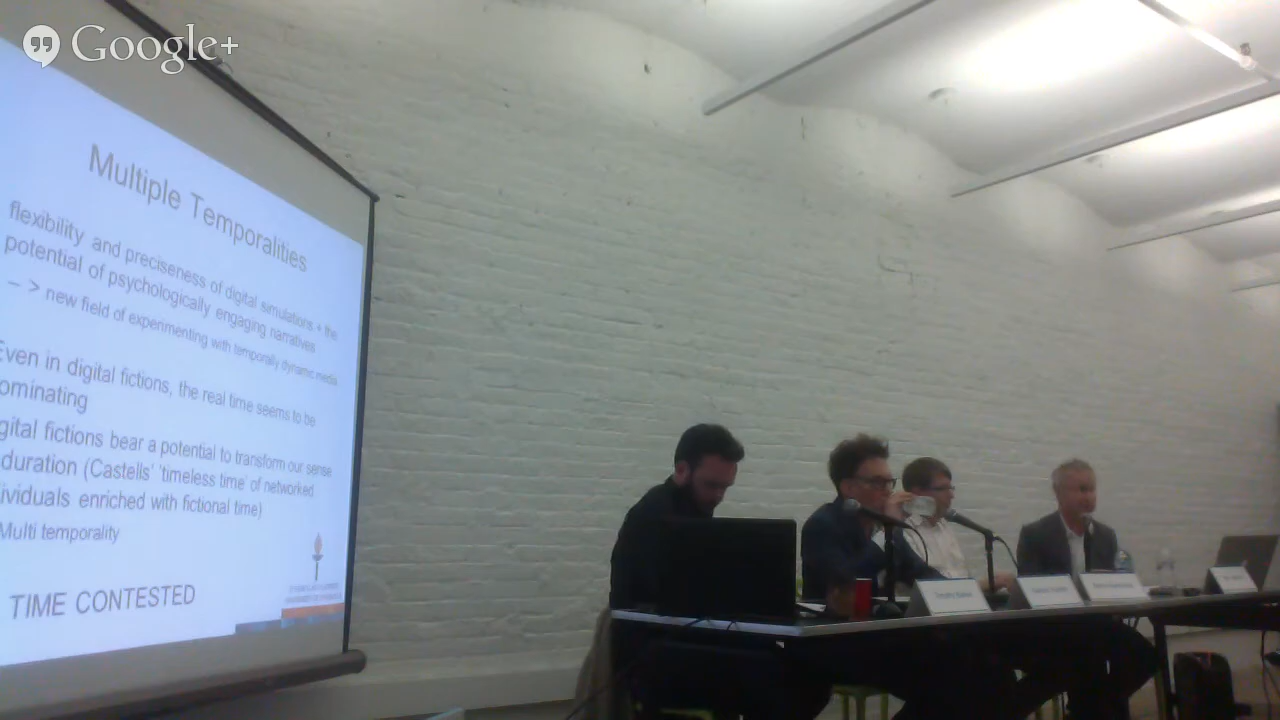 Google+
Multiple Temporalities
flexibility and preciseness of digital simulations + the
potential of psychologically engaging narratives
– > new field of experimenting with temporally dynamic media
Even in digital fictions, the real time seems to be
ominating
gital fictions bear a potential to transform our sense
duration (Castells' 'timeless time' of networked
ividuals enriched with fictional time)
Multi temporality
TIME CONTESTED
Timothy